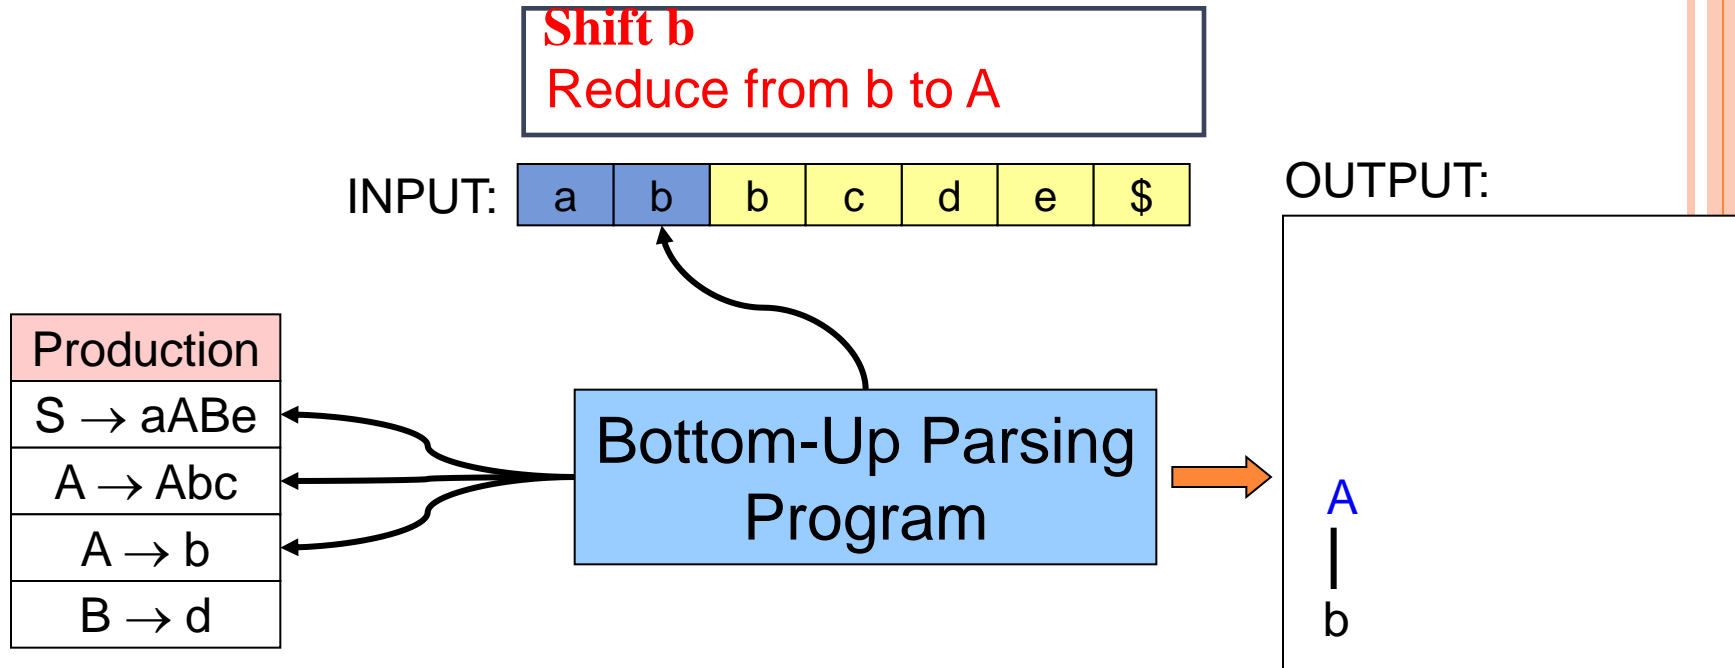 Shift b
Reduce from b to A
INPUT: a b b c d e $
OUTPUT:
Production
S → aABe
A → Abc
A → b
B → d
Bottom-Up Parsing
Program
A
b